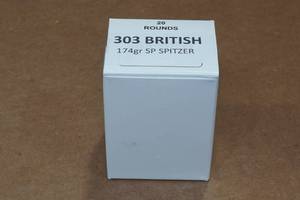 20
ROUNDS
303 BRITISH
174gr SP SPITZER